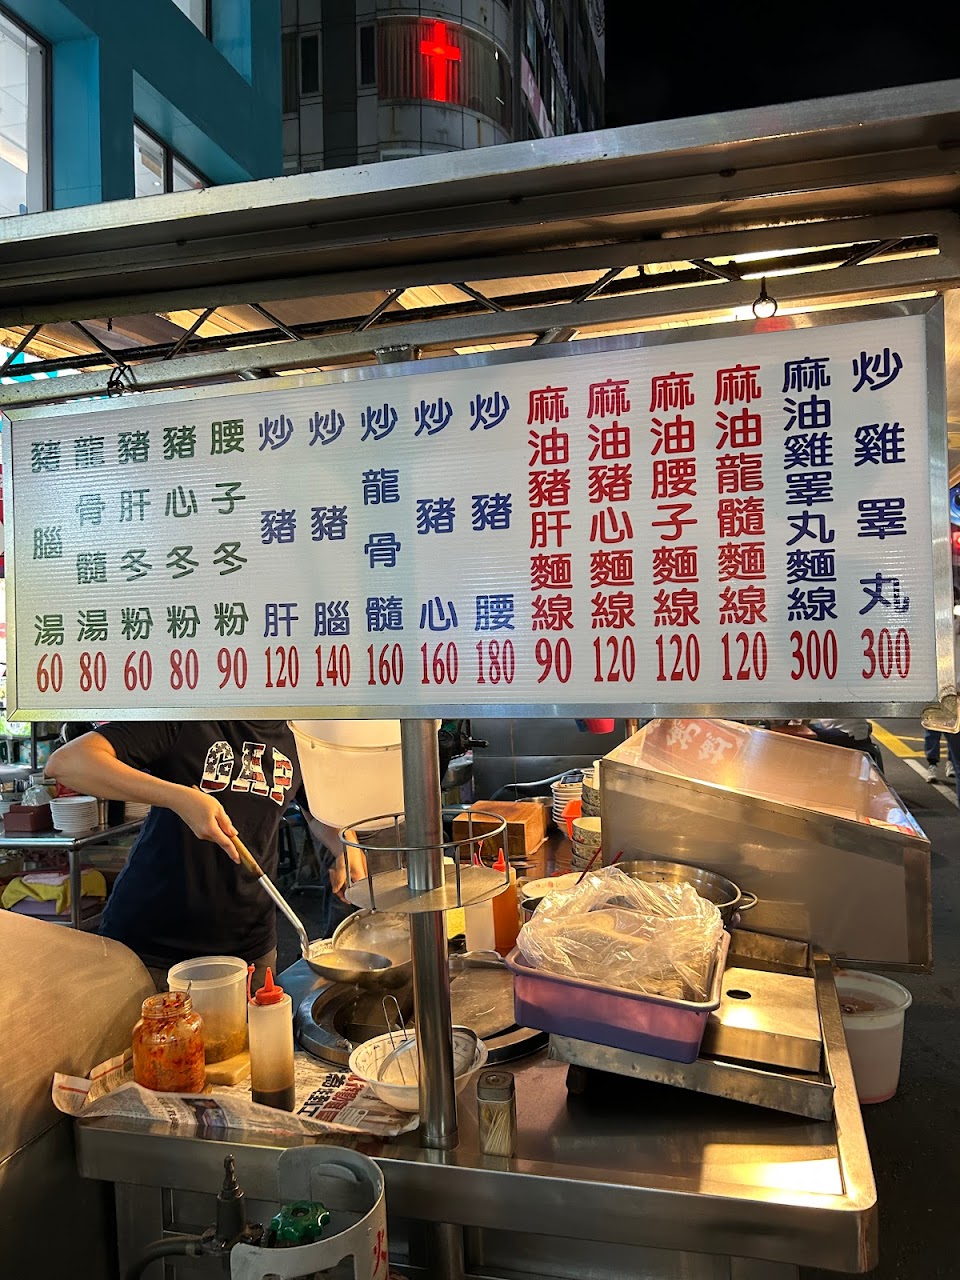 豬腦湯 60
龍骨髓湯 80
豬肝冬粉 60
豬心冬粉 80
腰子冬粉 90
炒豬肝 120
炒豬腦 140
炒龍骨髓 160
炒豬心 160
炒豬腰 180
麻油豬肝麵線 90
麻油豬心麵線 120
麻油腰子麵線 120
麻油龍髓麵線 120
麻油雞睪丸麵線 300
炒雞睪丸 300
GAP
火